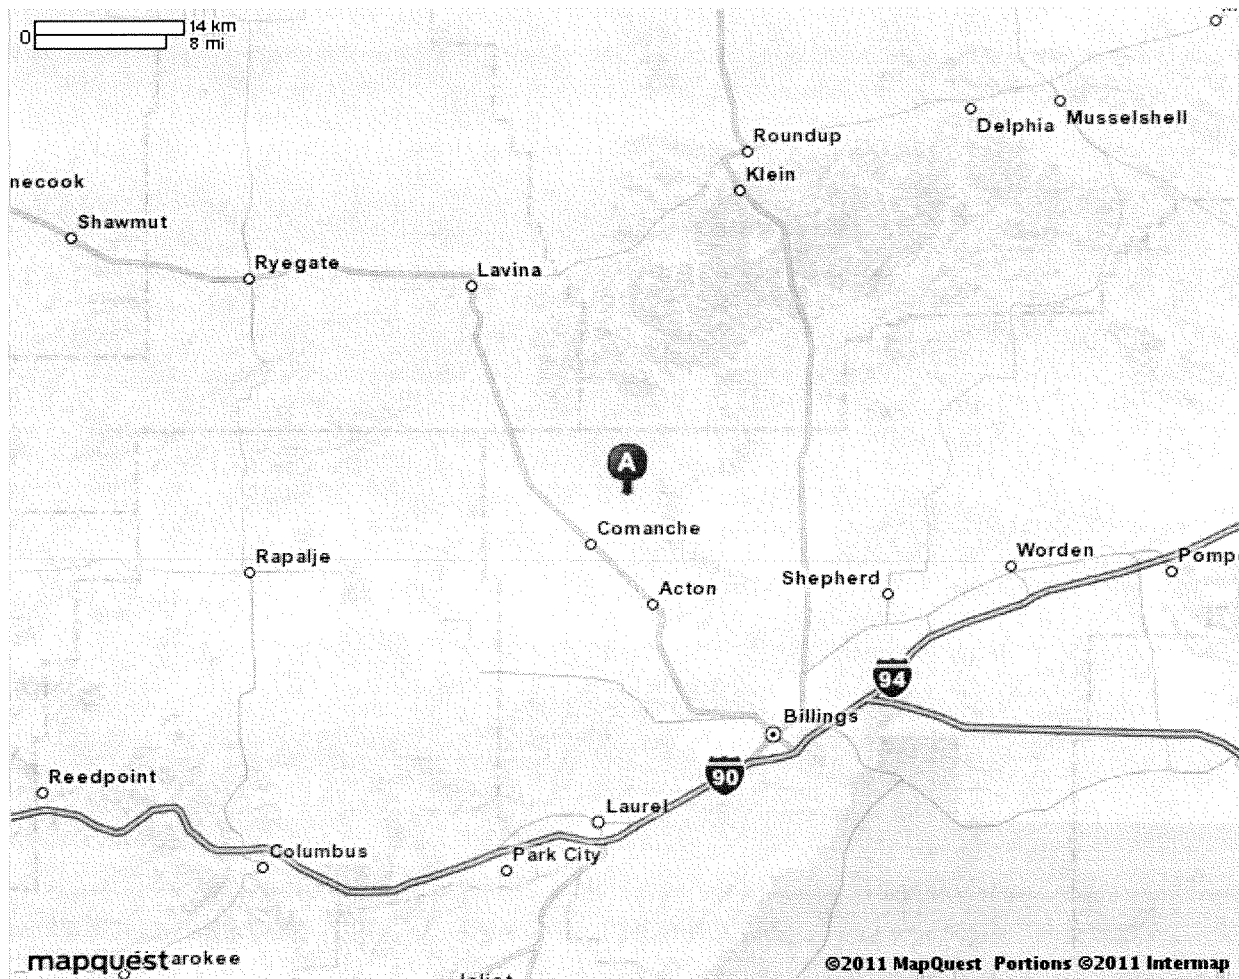 0
14 km
8 mi
Roundup
Delphia
Musselshell
Klein
necook
Shawmut
Ryegate
Lavina
A
Comanche
Rapalje
Worden
Pomp
Shepherd
Acton
94
Billings
90
Reedpoint
Laurel
Columbus
Park City
mapquest
arokee
©2011 MapQuest Portions ©2011 Intermap